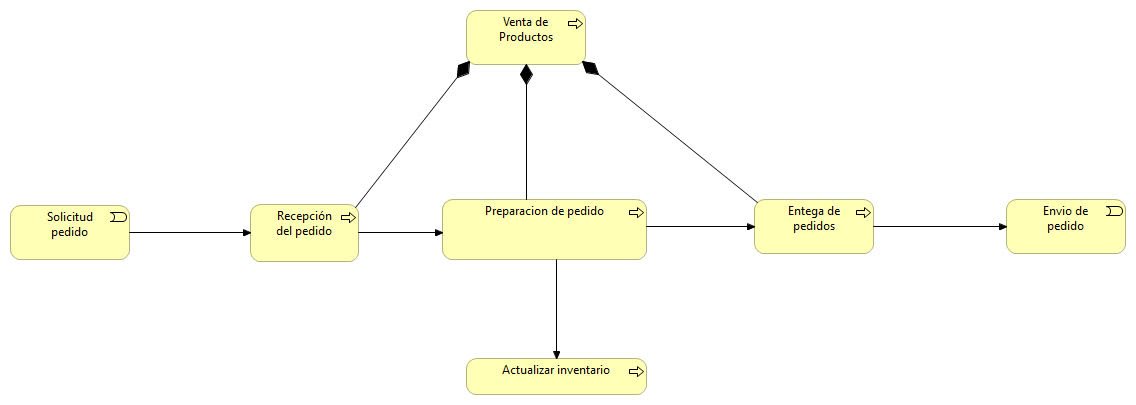 Venta de
Productos
Solicitud
pedido
Recepción
del pedido
Preparacion de pedido
Entega de
pedidos
Envio de
pedido
Actualizar inventario